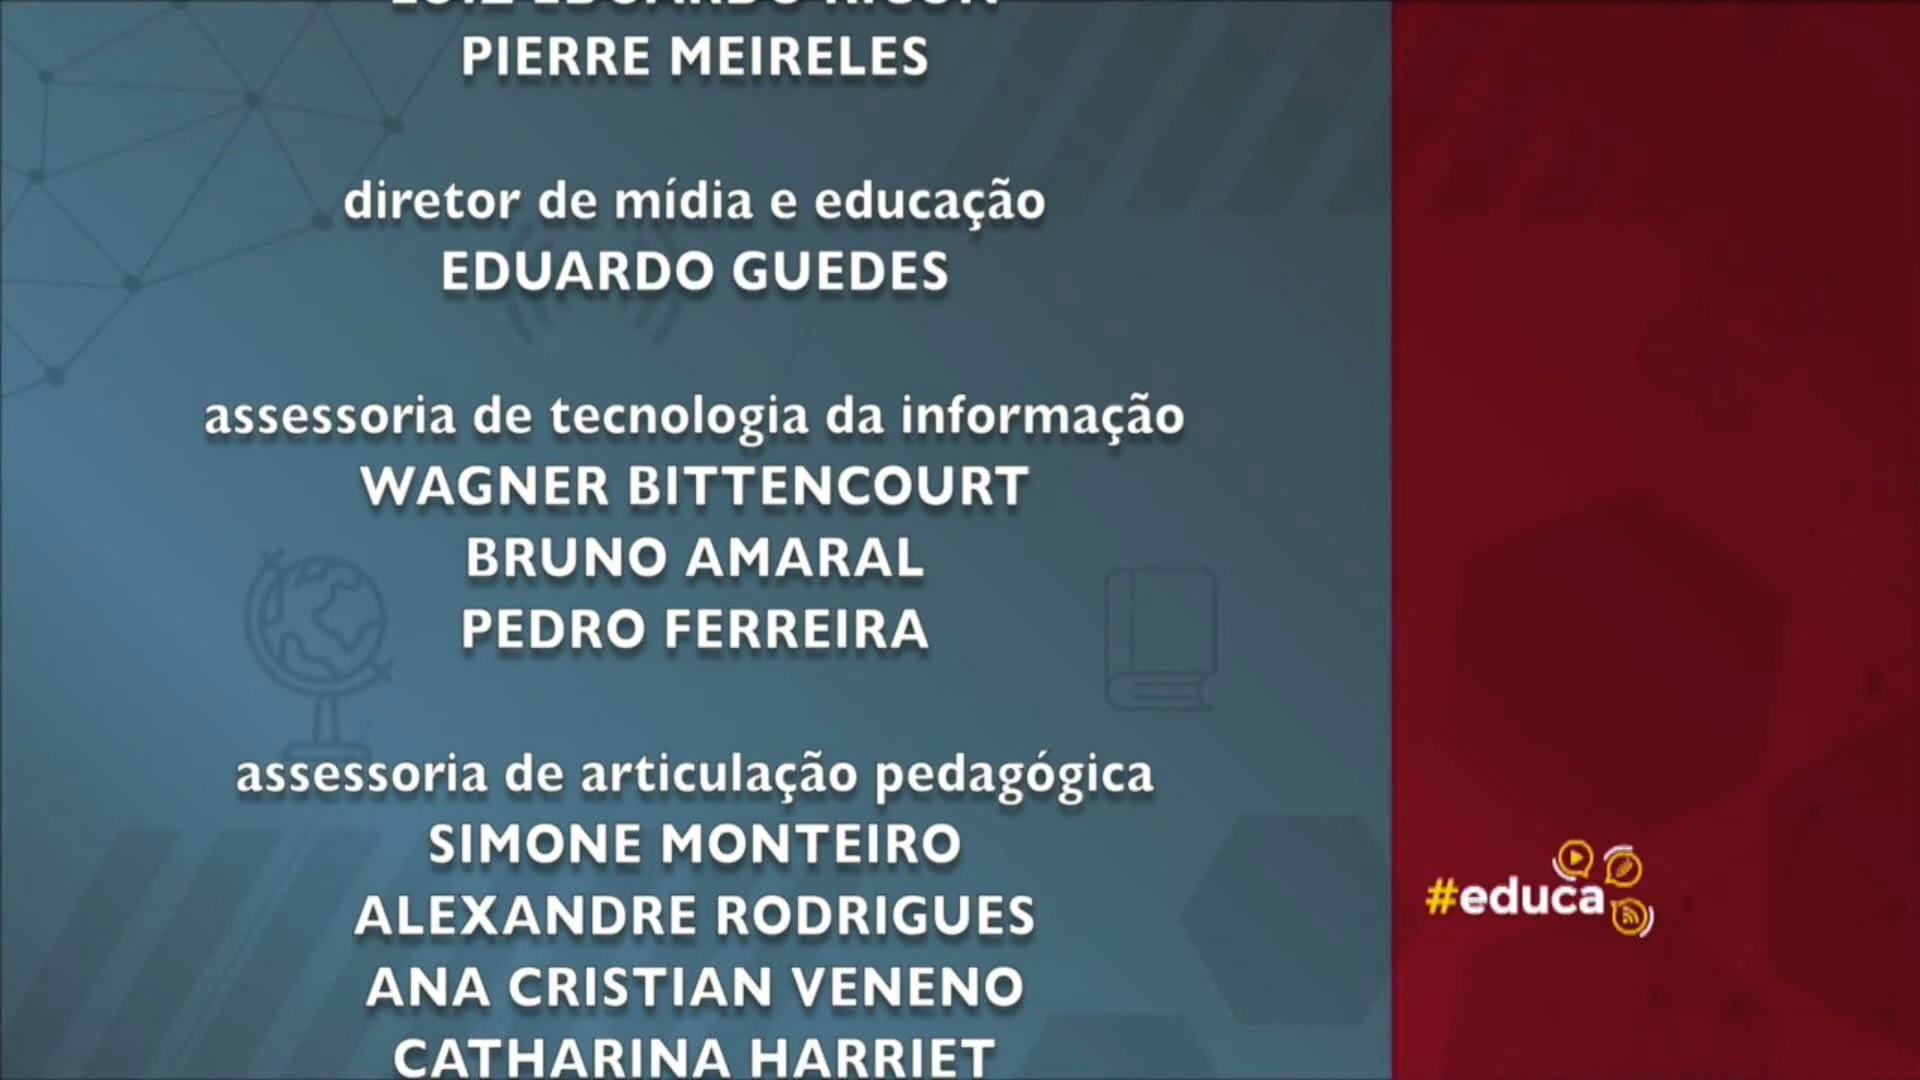 PIERRE MEIRELES
diretor de mídia e educação
EDUARDO GUEDES
assessoria de tecnologia da informação
WAGNER BITTENCOURT
BRUNO AMARAL
PEDRO FERREIRA
assessoria de articulação pedagógica
SIMONE MONTEIRO
ALEXANDRE RODRIGUES
ANA CRISTIAN VENENO
CATHARINA HARRIET
#educa